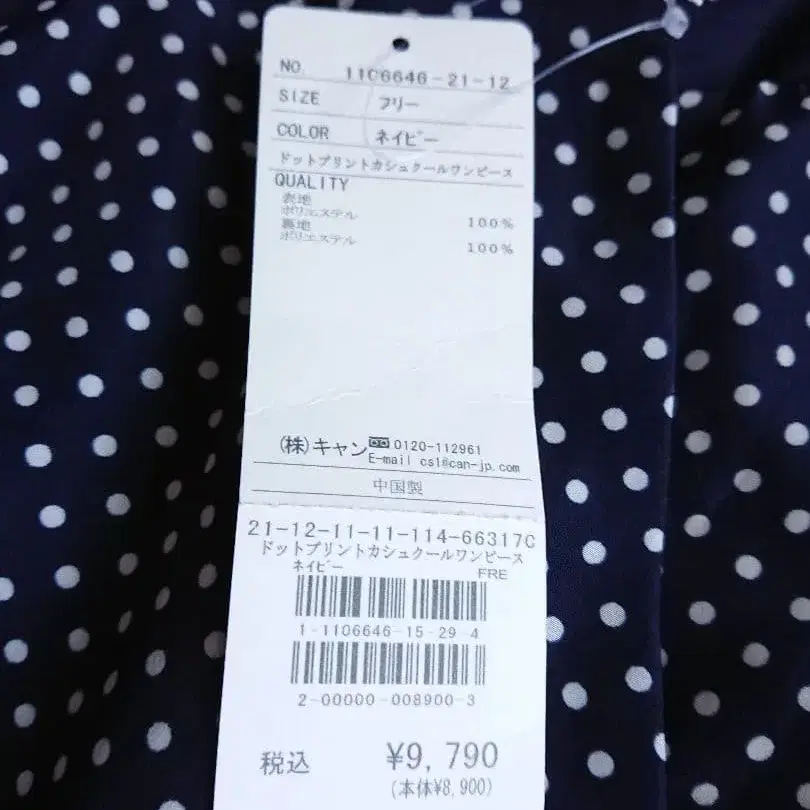 NO. 1106646-21-12
SIZE フリー
COLOR ネイビー
ドットプリントカシュクールワンピース
QUALITY
表地
ポリエステル 100%
裏地
ポリエステル 100%
(株)キャン 0120-112961
E-mail cs1@can-jp.com
中国製
21-12-11-11-114-66317C
ドットプリントカシュクールワンピース
ネイビー FRE
1-1106646-15-29-4
2-00000-008900-3
税込 ¥9,790
(本体¥8,900)